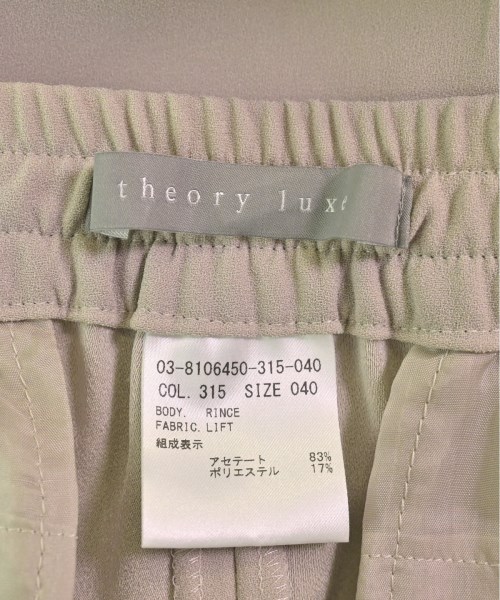 theory luxe
03-8106450-315-040
COL. 315 SIZE 040
BODY. RINCE
FABRIC. LIFT
組成表示
アセテート 83%
ポリエステル 17%